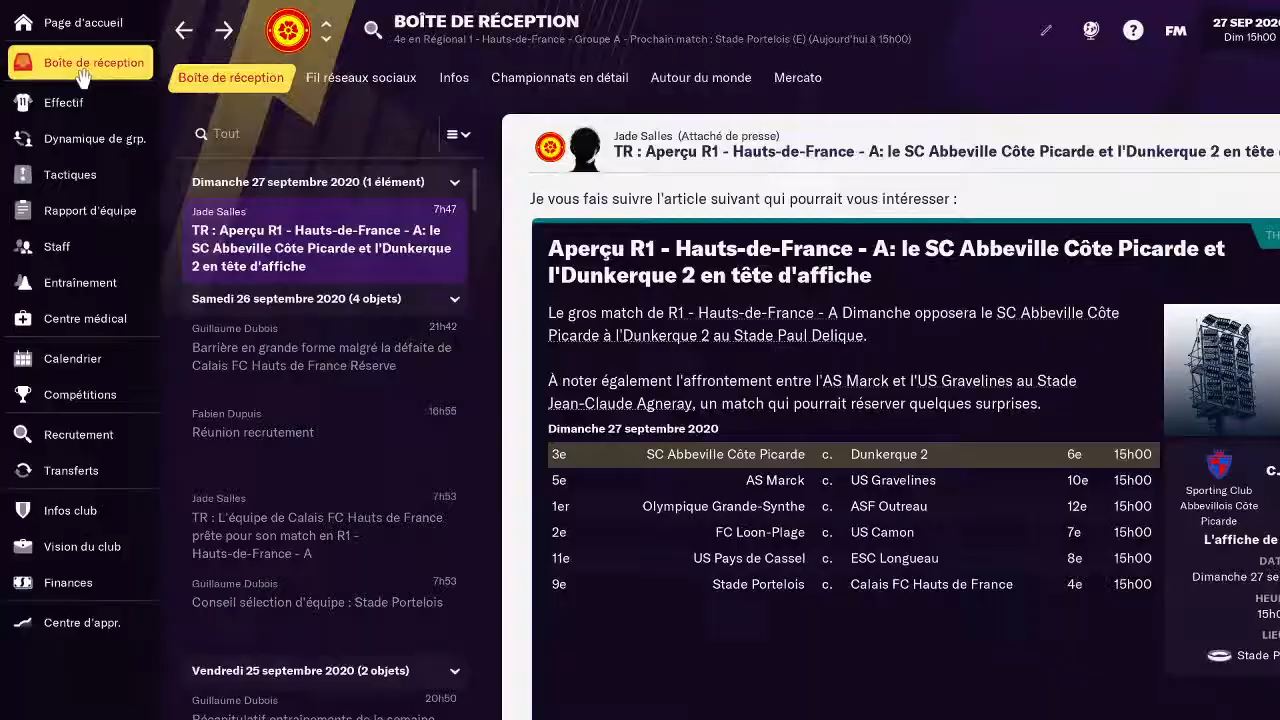 Page d'accueil
Boîte de réception
Effectif
Dynamique de grp.
Tactiques
Rapport d'équipe
Staff
Entraînement
Centre médical
Calendrier
Compétitions
Recrutement
Transferts
Infos club
Vision du club
Finances
Centre d'appr.
BOÎTE DE RÉCEPTION
4e en Régional 1 - Hauts-de-France - Groupe A - Prochain match : Stade Portelois (E) (Aujourd'hui à 15h00)
FM
27 SEP
Dim 15h00
Boîte de réception Fil réseaux sociaux Infos Championnats en détail Autour du monde Mercato
Tout
Dimanche 27 septembre 2020 (1 élément)
Jade Salles 7h47
TR : Aperçu R1 - Hauts-de-France - A: le
SC Abbeville Côte Picarde et l'Dunkerque
2 en tête d'affiche
Samedi 26 septembre 2020 (4 objets)
Guillaume Dubois 21h42
Barrière en grande forme malgré la défaite de
Calais FC Hauts de France Réserve
Fabien Dupuis 16h55
Réunion recrutement
Jade Salles 7h53
TR : L'équipe de Calais FC Hauts de France
prête pour son match en R1 -
Hauts-de-France - A
Guillaume Dubois 7h53
Conseil sélection d'équipe : Stade Portelois
Vendredi 25 septembre 2020 (2 objets)
Guillaume Dubois 20h50
Récapitulatif entraînements de la semaine
Jade Salles (Attaché de presse)
TR : Aperçu R1 - Hauts-de-France - A: le SC Abbeville Côte Picarde et l'Dunkerque 2 en tête
Je vous fais suivre l'article suivant qui pourrait vous intéresser :
TH
Aperçu R1 - Hauts-de-France - A: le SC Abbeville Côte Picarde et
l'Dunkerque 2 en tête d'affiche
Le gros match de R1 - Hauts-de-France - A Dimanche opposera le SC Abbeville Côte
Picarde à l'Dunkerque 2 au Stade Paul Delique.
À noter également l'affrontement entre l'AS Marck et l'US Gravelines au Stade
Jean-Claude Agneray, un match qui pourrait réserver quelques surprises.
Dimanche 27 septembre 2020
3e SC Abbeville Côte Picarde c. Dunkerque 2 6e 15h00
5e AS Marck c. US Gravelines 10e 15h00
1er Olympique Grande-Synthe c. ASF Outreau 12e 15h00
2e FC Loon-Plage c. US Camon 7e 15h00
11e US Pays de Cassel c. ESC Longueau 8e 15h00
9e Stade Portelois c. Calais FC Hauts de France 4e 15h00
c.
Sporting Club
Abbevillois Côte
Picarde
L'affiche de
DAT
Dimanche 27 se
HEU
15h0
LIE
Stade P